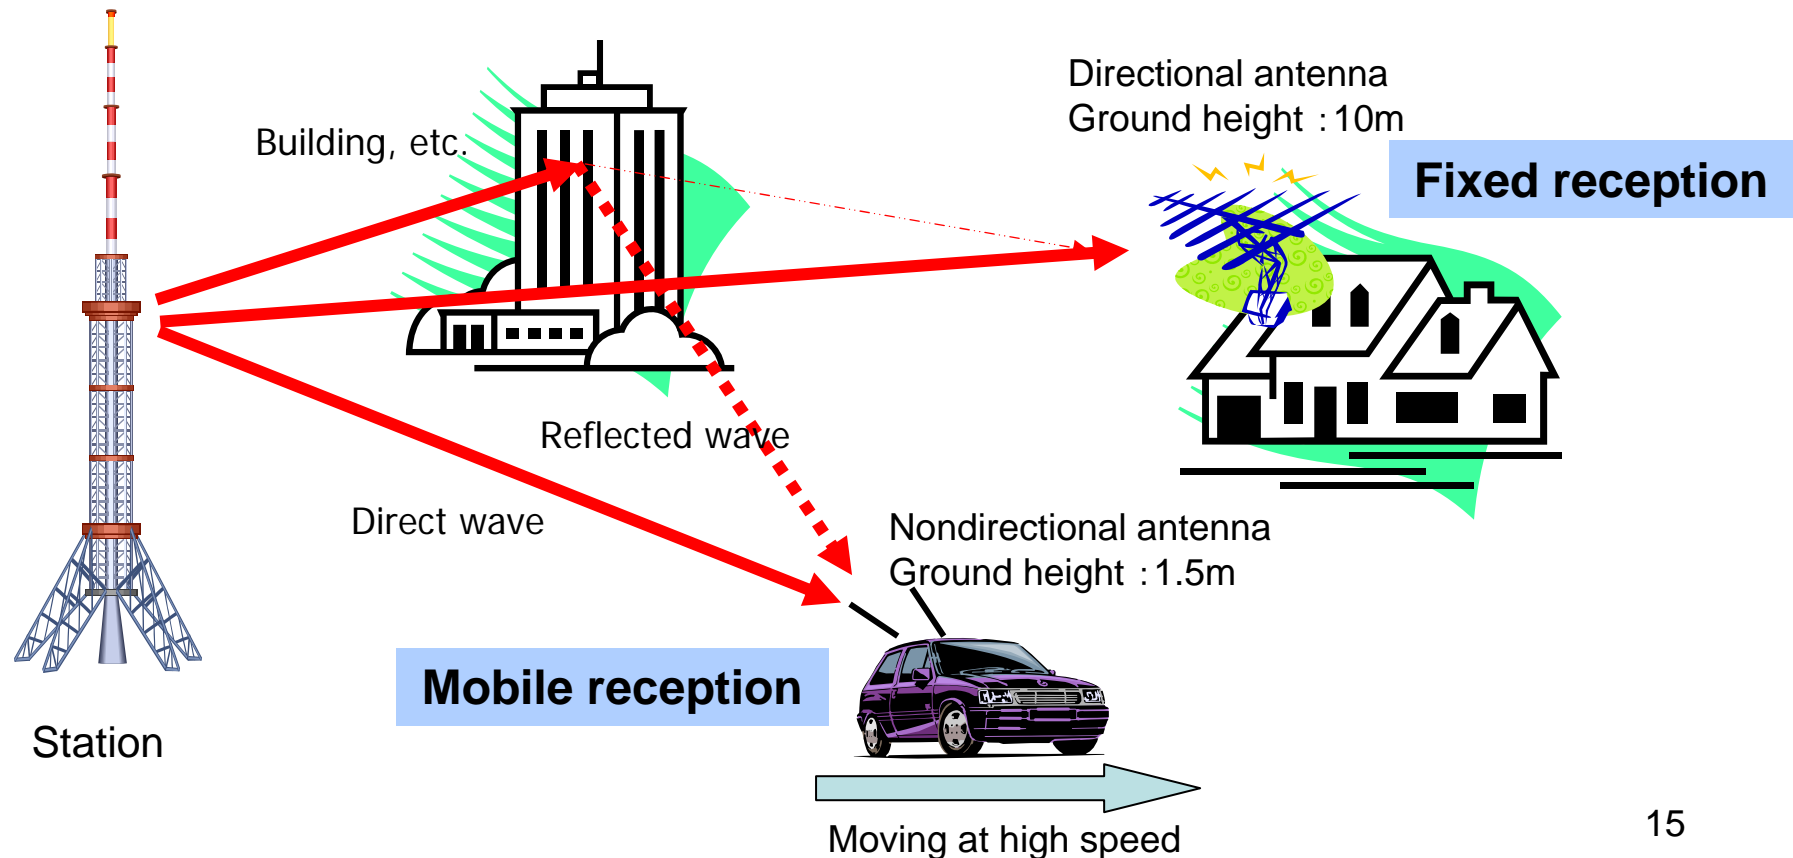 Directional antenna
Ground height：10m
Building, etc.
Fixed reception
Reflected wave
Direct wave
Nondirectional antenna
Ground height：1.5m
Mobile reception
Station
Moving at high speed
15